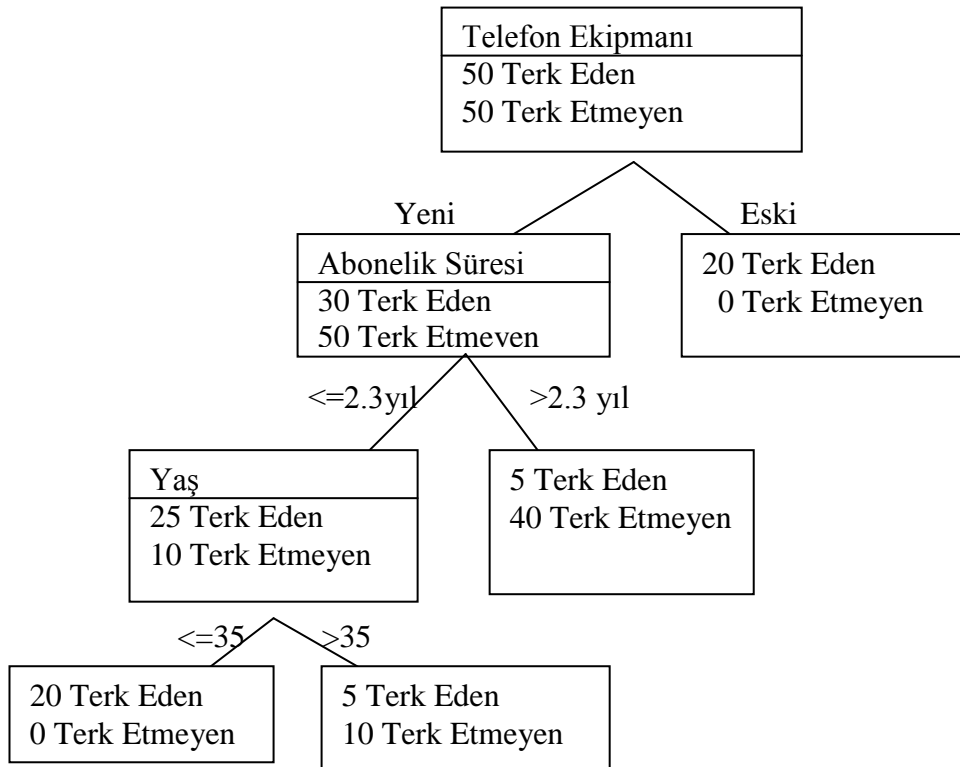 Telefon Ekipmanı
50 Terk Eden
50 Terk Etmeyen
Yeni
Eski
Abonelik Süresi
30 Terk Eden
50 Terk Etmeyen
20 Terk Eden
0 Terk Etmeyen
<=2.3yıl
>2.3 yıl
Yaş
25 Terk Eden
10 Terk Etmeyen
5 Terk Eden
40 Terk Etmeyen
<=35
>35
20 Terk Eden
0 Terk Etmeyen
5 Terk Eden
10 Terk Etmeyen